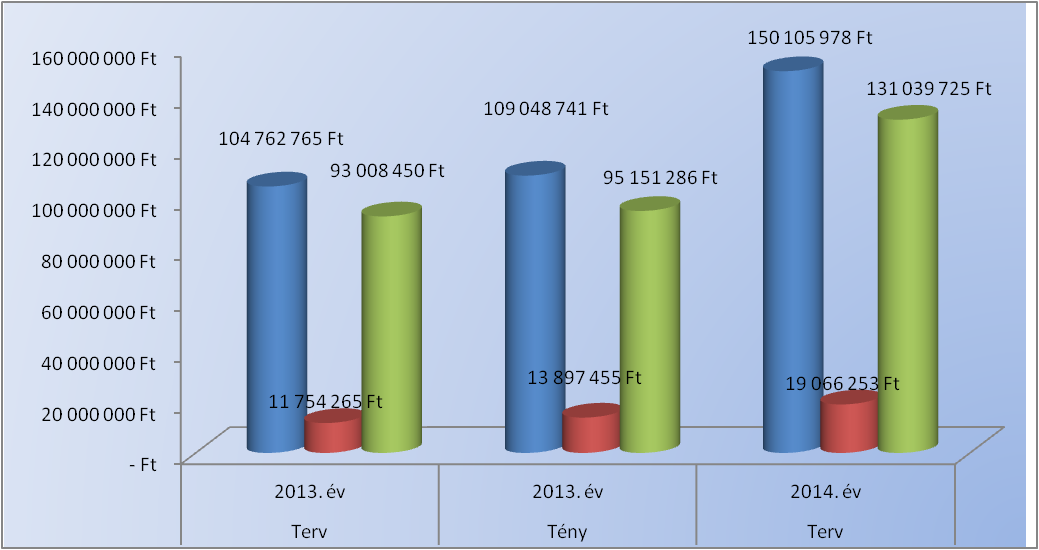 160 000 000 Ft
140 000 000 Ft
120 000 000 Ft
100 000 000 Ft
80 000 000 Ft
60 000 000 Ft
40 000 000 Ft
20 000 000 Ft
- Ft
104 762 765 Ft
11 754 265 Ft
93 008 450 Ft
109 048 741 Ft
13 897 455 Ft
95 151 286 Ft
150 105 978 Ft
19 066 253 Ft
131 039 725 Ft
2013. év
2013. év
2014. év
Terv
Tény
Terv